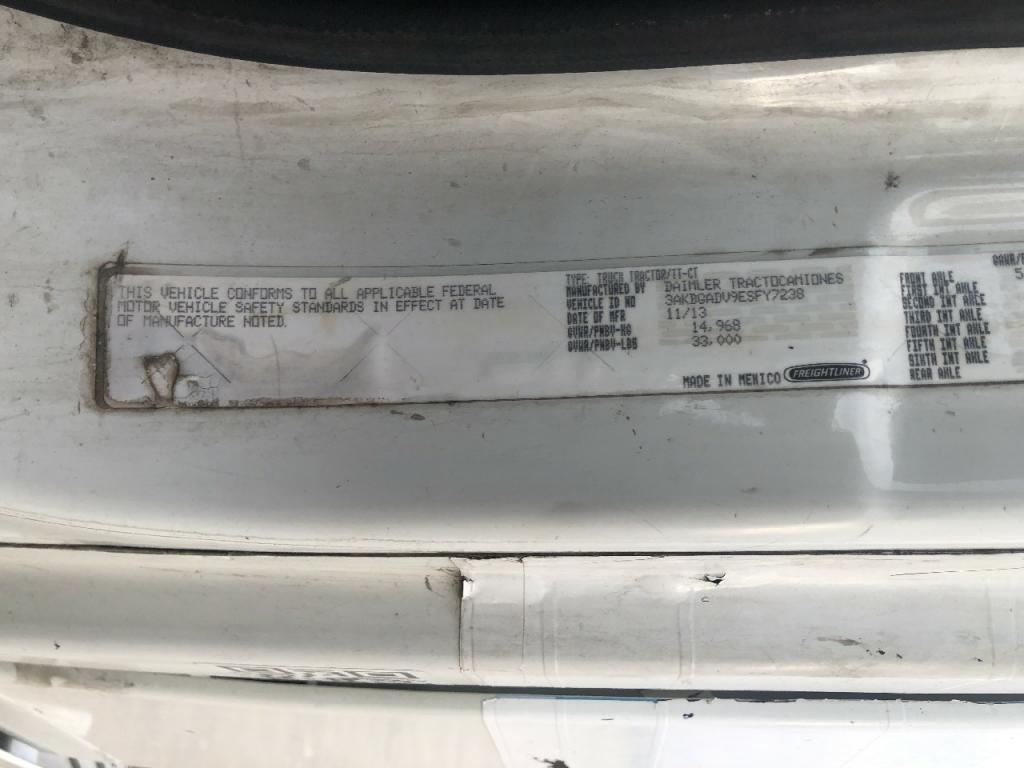 THIS VEHICLE CONFORMS TO ALL APPLICABLE FEDERAL
MOTOR VEHICLE SAFETY STANDARDS IN EFFECT AT DATE
OF MANUFACTURE NOTED.
TYPE: TRUCK TRACTOR/TT-CT
MANUFACTURED BY DAIMLER TRACTOCAMIONES
VEHICLE ID NO 3AKBGADV9ESFY7238
DATE OF MFR 11/13
GVWR/PNBV-KG 14,968
GVWR/PNBV-LBS 33,000
MADE IN MEXICO FREIGHTLINER
FRONT AXLE
FIRST INT AXLE
SECOND INT AXLE
THIRD INT AXLE
FOURTH INT AXLE
FIFTH INT AXLE
SIXTH INT AXLE
REAR AXLE